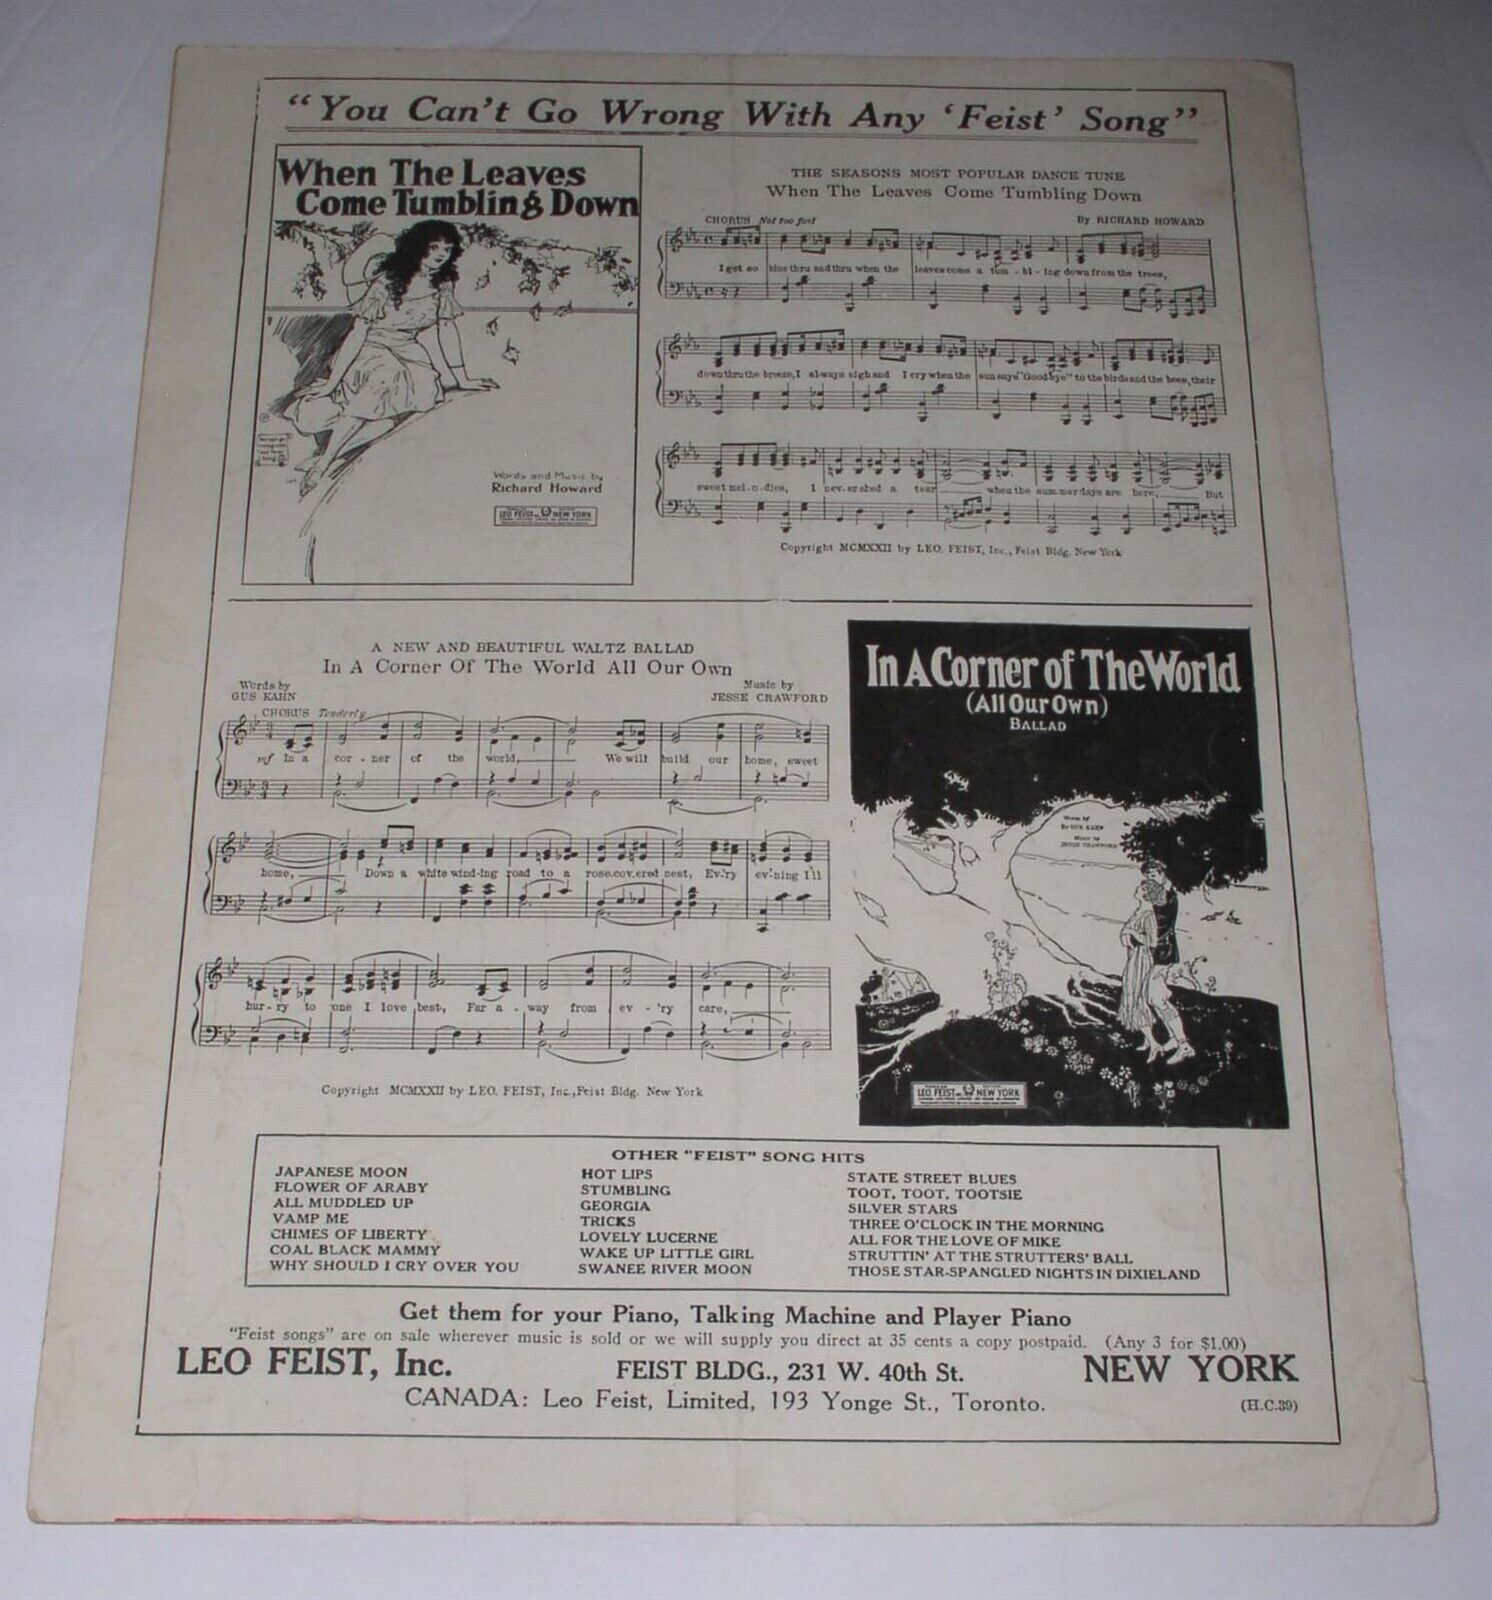 "You Can't Go Wrong With Any 'Feist' Song"
When The Leaves
Come Tumbling Down
Words and Music by
Richard Howard
LEO FEIST INC. NEW YORK
THE SEASONS MOST POPULAR DANCE TUNE
When The Leaves Come Tumbling Down
CHORUS Not too fast
By RICHARD HOWARD
I get so blue thru and thru when the leaves come a tum - bl - ing down from the trees,
down thru the breeze, I always sigh and I cry when the sun says "Goodbye" to the birds and the bees, their
sweet mel-o-dies, I nev-er shed a tear when the summer days are here, But
Copyright MCMXXII by LEO. FEIST, Inc., Feist Bldg. New York
A NEW AND BEAUTIFUL WALTZ BALLAD
In A Corner Of The World All Our Own
Words by
GUS KAHN
Music by
JESSE CRAWFORD
CHORUS Tenderly
mf In a cor - ner of the world, We will build our home, sweet
home, Down a white wind-ing road to a rose-cov-ered nest, Ev'ry ev'ning I'll
hur - ry to one I love best, Far a - way from ev - 'ry care,
Copyright MCMXXII by LEO. FEIST, Inc., Feist Bldg. New York
In A Corner of The World
(All Our Own)
BALLAD
Words by
GUS KAHN
Music by
JESSE CRAWFORD
LEO FEIST INC. NEW YORK
OTHER "FEIST" SONG HITS
JAPANESE MOON
FLOWER OF ARABY
ALL MUDDLED UP
VAMP ME
CHIMES OF LIBERTY
COAL BLACK MAMMY
WHY SHOULD I CRY OVER YOU
HOT LIPS
STUMBLING
GEORGIA
TRICKS
LOVELY LUCERNE
WAKE UP LITTLE GIRL
SWANEE RIVER MOON
STATE STREET BLUES
TOOT, TOOT, TOOTSIE
SILVER STARS
THREE O'CLOCK IN THE MORNING
ALL FOR THE LOVE OF MIKE
STRUTTIN' AT THE STRUTTERS' BALL
THOSE STAR-SPANGLED NIGHTS IN DIXIELAND
Get them for your Piano, Talking Machine and Player Piano
"Feist songs" are on sale wherever music is sold or we will supply you direct at 35 cents a copy postpaid. (Any 3 for $1.00)
LEO FEIST, Inc. FEIST BLDG., 231 W. 40th St. NEW YORK
CANADA: Leo Feist, Limited, 193 Yonge St., Toronto.
(H.C.39)